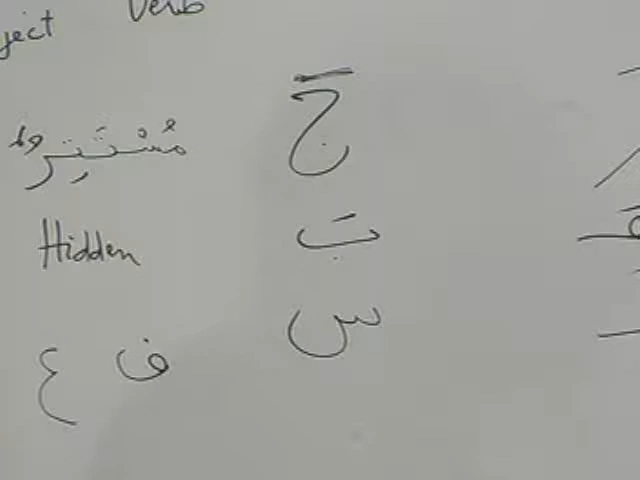 ject Verb
مُسْتَتِرٌ
جَ
Hidden
بَ
س
ف ع